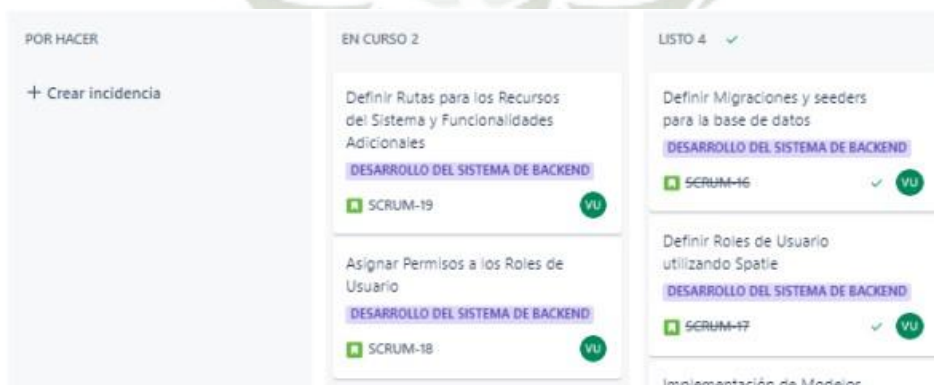 POR HACER
+ Crear incidencia
EN CURSO 2
Definir Rutas para los Recursos
del Sistema y Funcionalidades
Adicionales
DESARROLLO DEL SISTEMA DE BACKEND
SCRUM-19
VU
Asignar Permisos a los Roles de
Usuario
DESARROLLO DEL SISTEMA DE BACKEND
SCRUM-18
VU
LISTO 4
Definir Migraciones y seeders
para la base de datos
DESARROLLO DEL SISTEMA DE BACKEND
SCRUM-16
VU
Definir Roles de Usuario
utilizando Spatie
DESARROLLO DEL SISTEMA DE BACKEND
SCRUM-17
VU
Implementación de Modelos